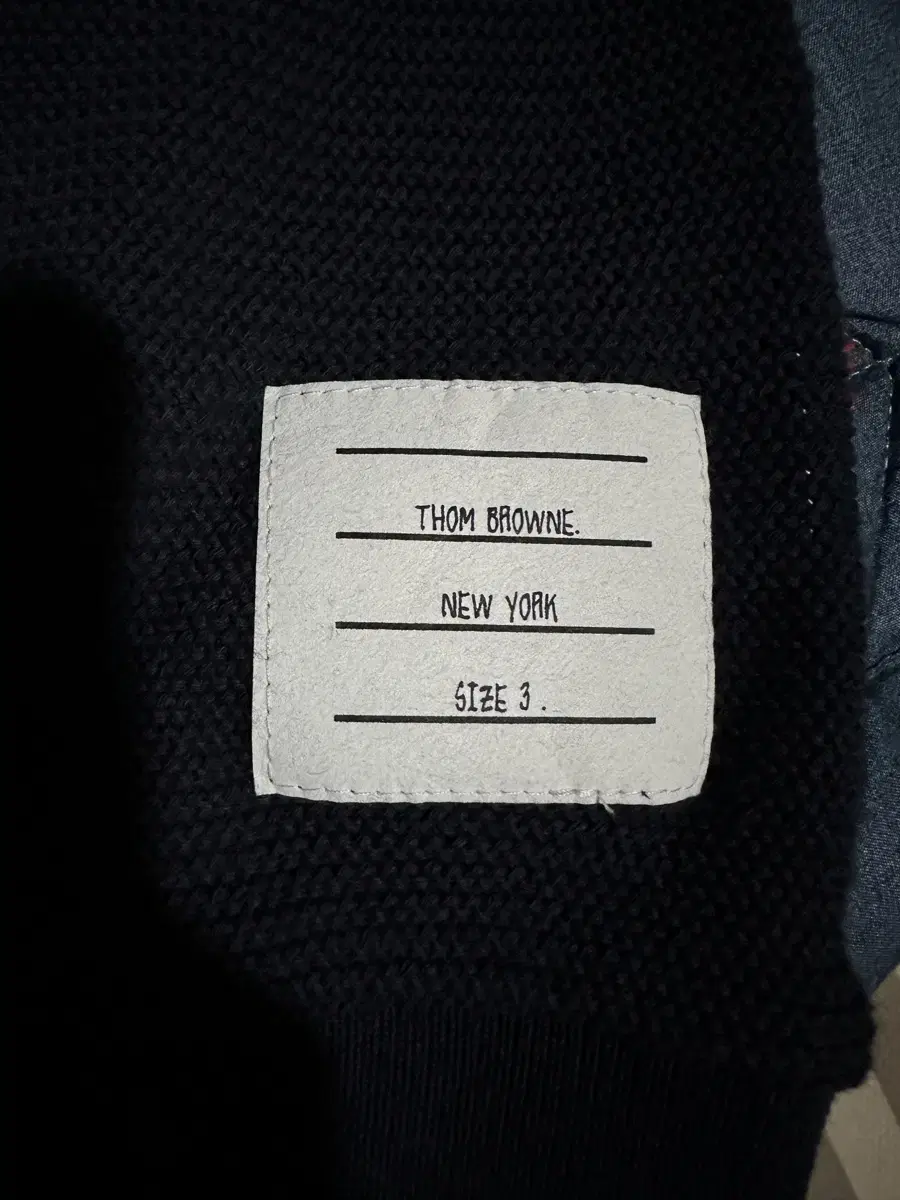 THOM BROWNE.
NEW YORK
SIZE 3 .